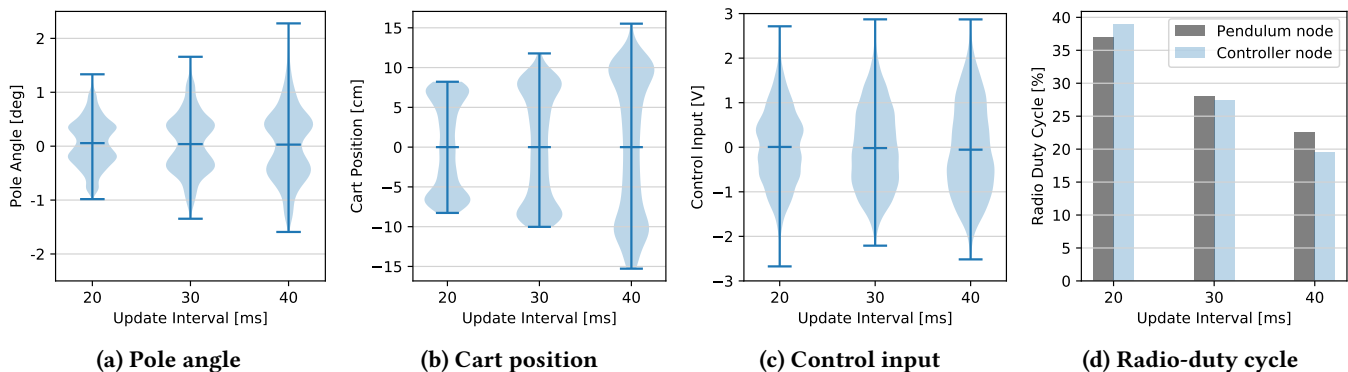 2
1
0
-1
-2
Pole Angle [deg]
20 30 40
Update Interval [ms]
(a) Pole angle
15
10
5
0
−5
−10
−15
Cart Position [cm]
20 30 40
Update Interval [ms]
(b) Cart position
3
2
1
0
−1
−2
−3
Control Input [V]
20 30 40
Update Interval [ms]
(c) Control input
40
35
30
25
20
15
10
5
0
Radio Duty Cycle [%]
Pendulum node
Controller node
20 30 40
Update Interval [ms]
(d) Radio-duty cycle